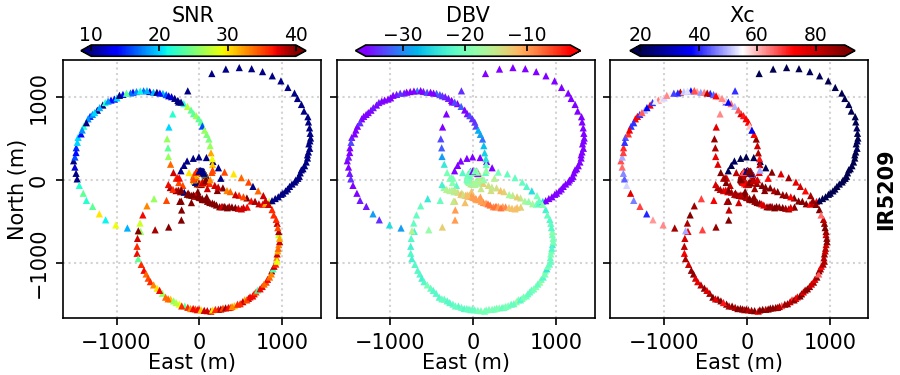 SNR DBV Xc
10 20 30 40 −30 −20 −10 20 40 60 80
1000
0
−1000
North (m)
IR5209
−1000 0 1000 −1000 0 1000 −1000 0 1000
East (m) East (m) East (m)